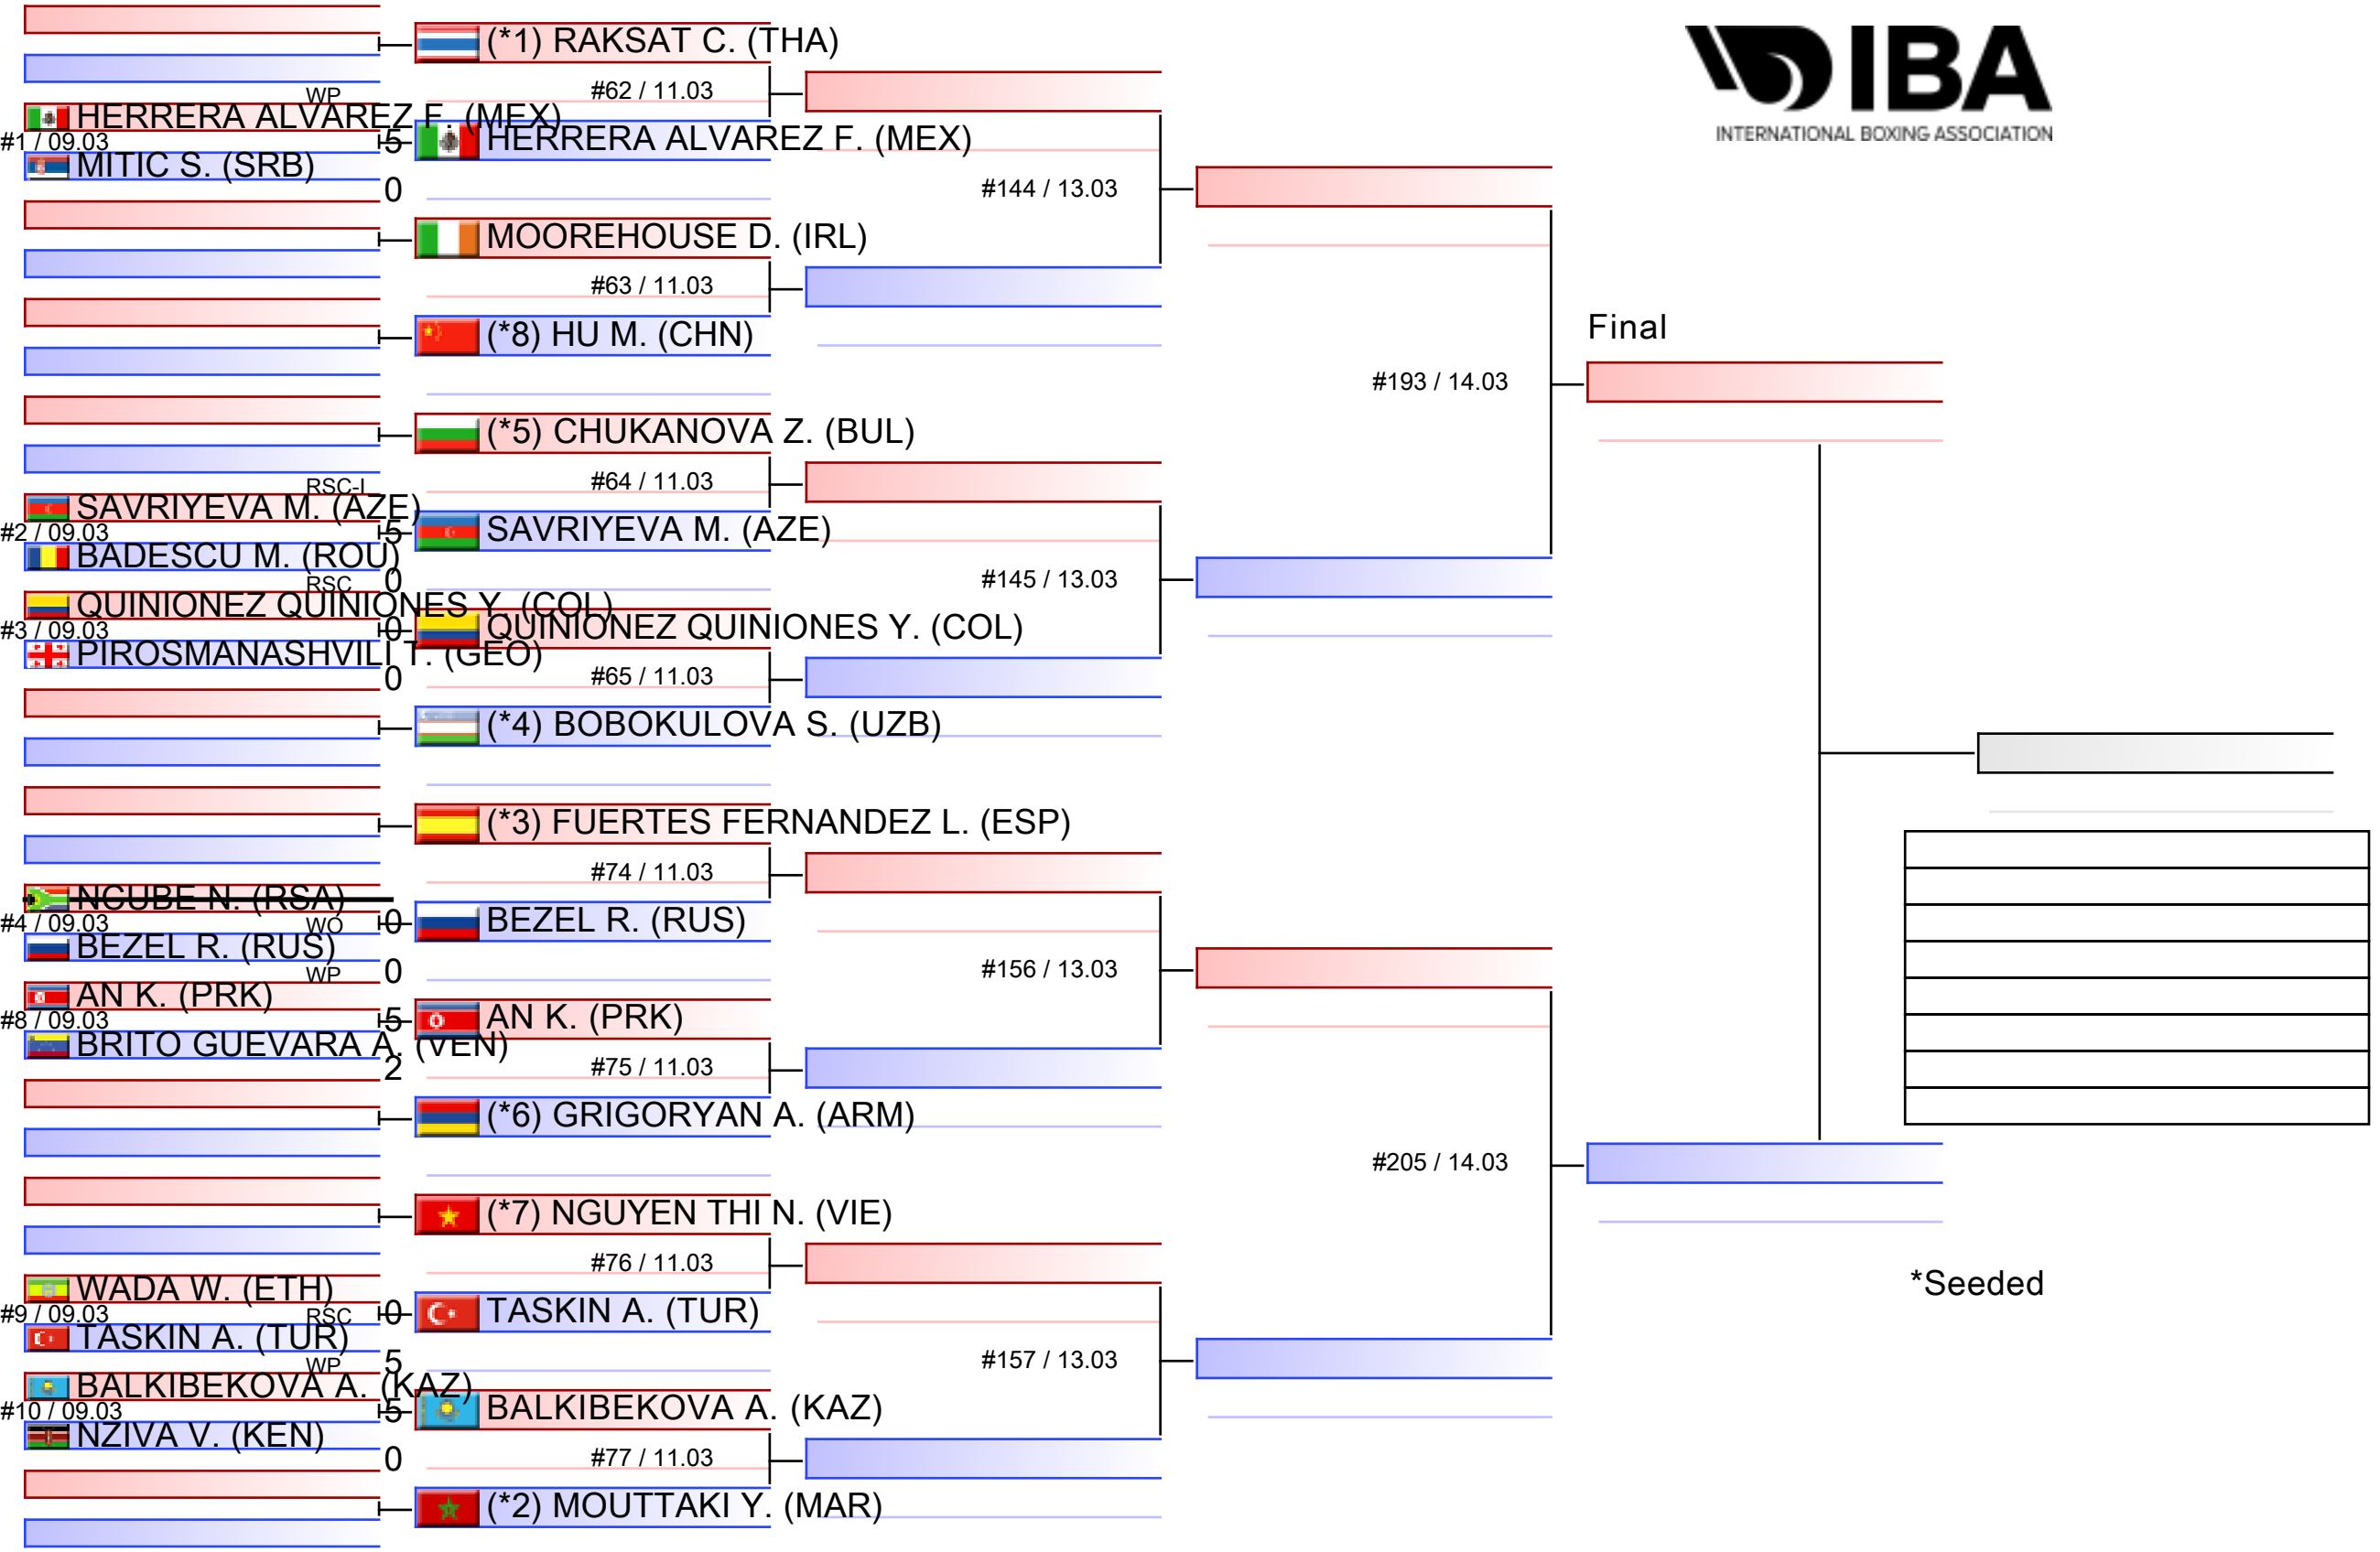 (*1) RAKSAT C. (THA)
#62 / 11.03
WP
HERRERA ALVAREZ F. (MEX)
#1 / 09.03
5
HERRERA ALVAREZ F. (MEX)
MITIC S. (SRB)
0
#144 / 13.03
MOOREHOUSE D. (IRL)
#63 / 11.03
(*8) HU M. (CHN)
Final
#193 / 14.03
(*5) CHUKANOVA Z. (BUL)
#64 / 11.03
RSC-I
SAVRIYEVA M. (AZE)
#2 / 09.03
5
SAVRIYEVA M. (AZE)
BADESCU M. (ROU)
0
#145 / 13.03
RSC
QUINIONEZ QUINIONES Y. (COL)
#3 / 09.03
0
QUINIONEZ QUINIONES Y. (COL)
PIROSMANASHVILI T. (GEO)
0
#65 / 11.03
(*4) BOBOKULOVA S. (UZB)
(*3) FUERTES FERNANDEZ L. (ESP)
#74 / 11.03
NCUBE N. (RSA)
#4 / 09.03
WO
0
BEZEL R. (RUS)
BEZEL R. (RUS)
0
#156 / 13.03
WP
AN K. (PRK)
#8 / 09.03
5
AN K. (PRK)
BRITO GUEVARA A. (VEN)
2
#75 / 11.03
(*6) GRIGORYAN A. (ARM)
#205 / 14.03
(*7) NGUYEN THI N. (VIE)
#76 / 11.03
WADA W. (ETH)
#9 / 09.03
RSC
0
TASKIN A. (TUR)
TASKIN A. (TUR)
5
#157 / 13.03
WP
BALKIBEKOVA A. (KAZ)
#10 / 09.03
5
BALKIBEKOVA A. (KAZ)
NZIVA V. (KEN)
0
#77 / 11.03
(*2) MOUTTAKI Y. (MAR)
IBA
INTERNATIONAL BOXING ASSOCIATION
*Seeded